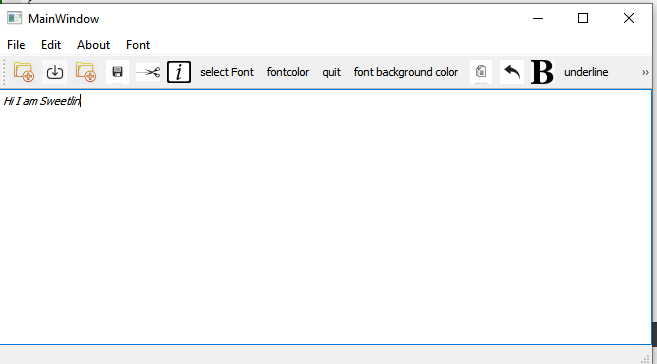 MainWindow
File Edit About Font
i select Font fontcolor quit font background color B underline »
Hi I am Sweetlin